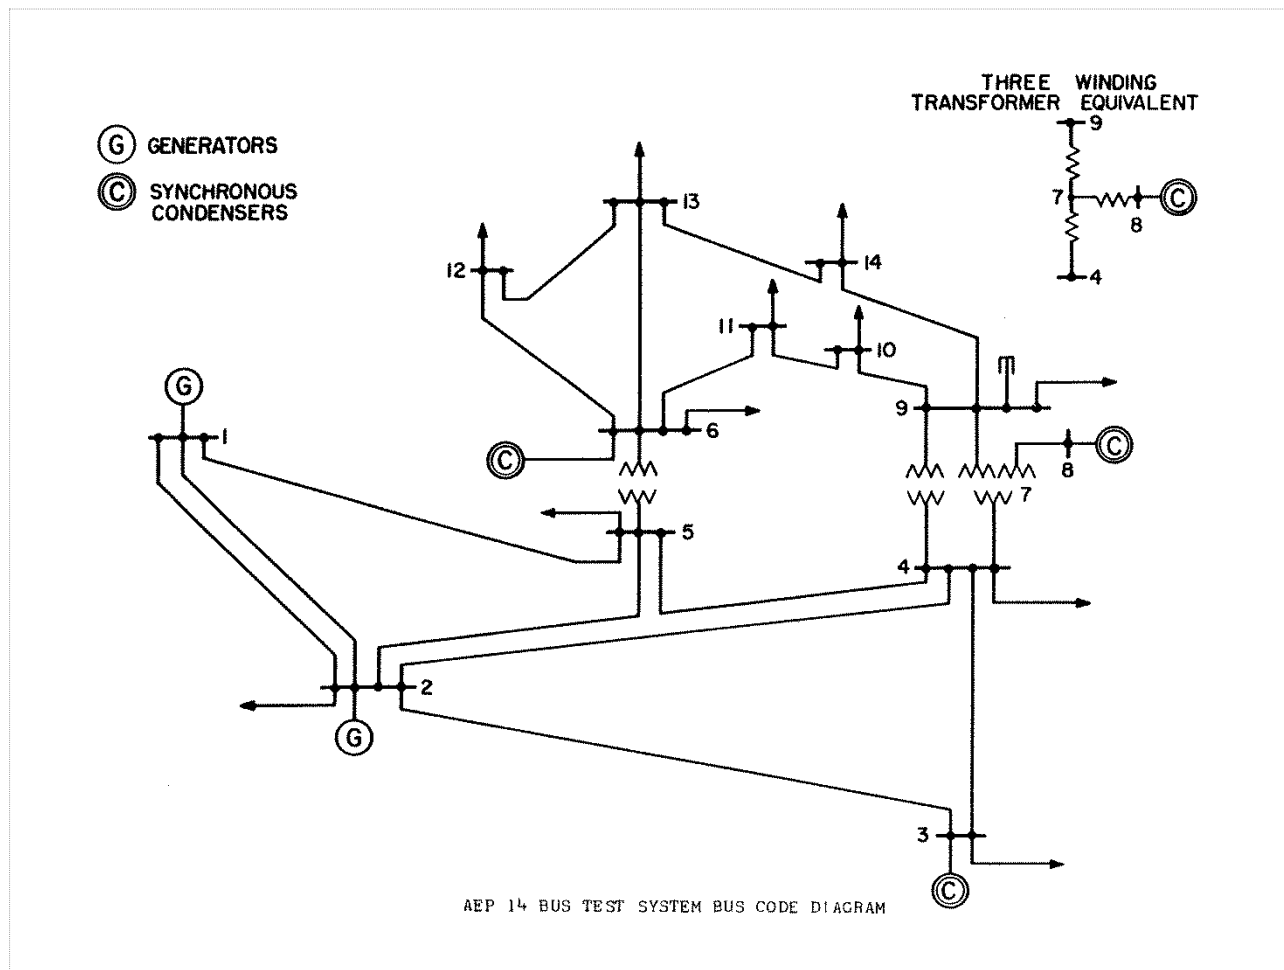 THREE WINDING
TRANSFORMER EQUIVALENT
9
7
C
8
4
G GENERATORS
C SYNCHRONOUS
CONDENSERS
13
12
14
11
10
G
1
9
6
C
8
C
7
5
4
2
G
3
C
AEP 14 BUS TEST SYSTEM BUS CODE DIAGRAM